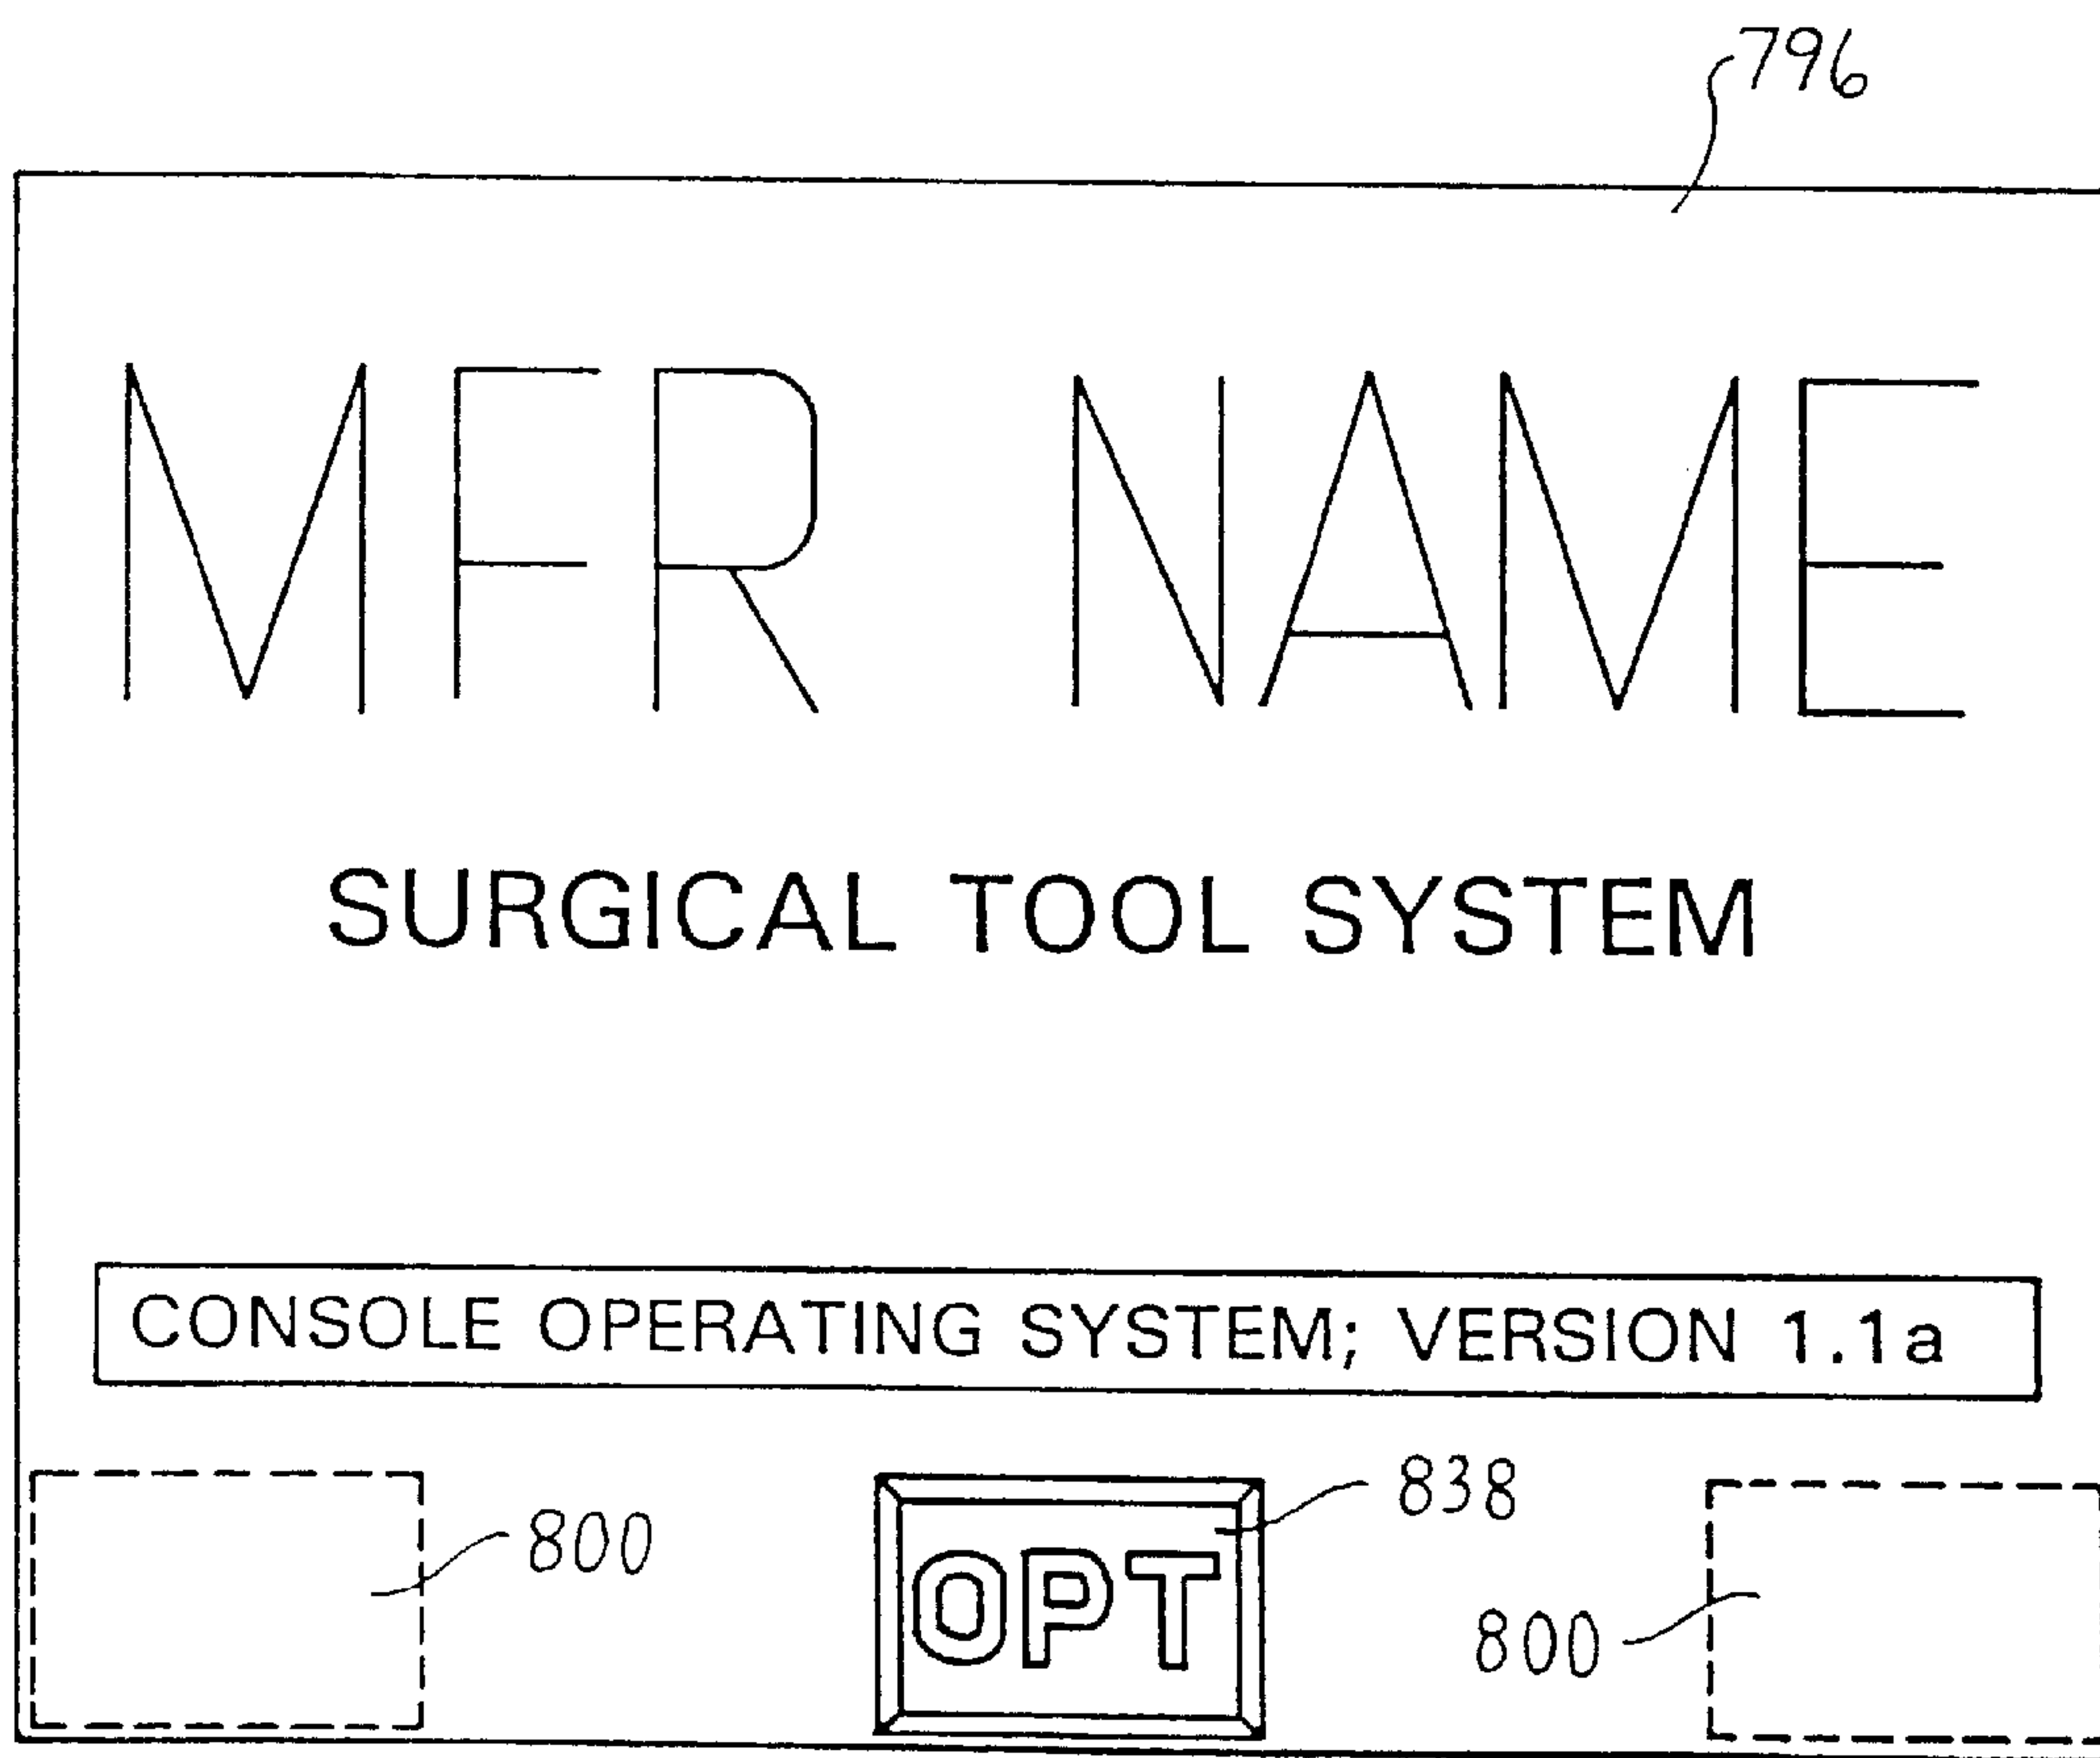 796
MFR NAME
SURGICAL TOOL SYSTEM
CONSOLE OPERATING SYSTEM; VERSION 1.1a
838
800
OPT
800